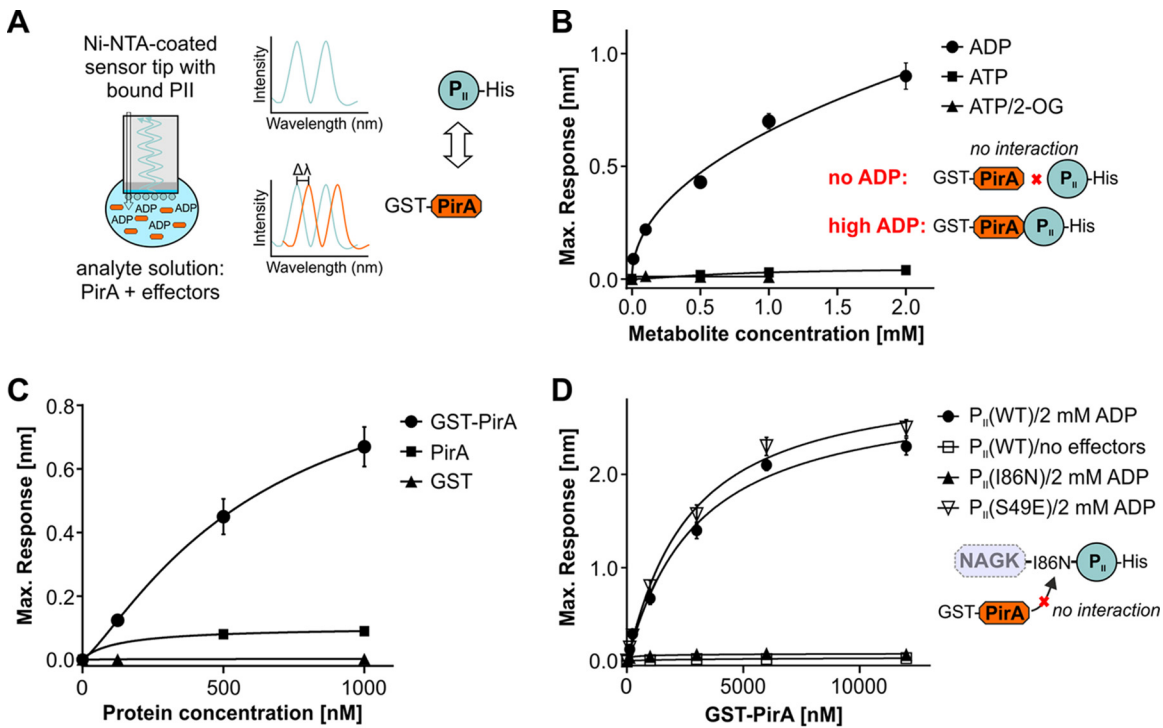 A
Ni-NTA-coated
sensor tip with
bound PII
ADP
ADP
ADP
ADP
analyte solution:
PirA + effectors
Intensity
Wavelength (nm)
Δλ
Intensity
Wavelength (nm)
PII-His
GST-PirA
B
Max. Response [nm]
1.0
0.5
0.0
0.0 0.5 1.0 1.5 2.0
Metabolite concentration [mM]
ADP
ATP
ATP/2-OG
no interaction
no ADP: GST-PirA PII-His
high ADP: GST-PirA PII-His
C
Max. Response [nm]
0.8
0.6
0.4
0.2
0.0
0 500 1000
Protein concentration [nM]
GST-PirA
PirA
GST
D
Max. Response [nm]
2.0
1.0
0.0
0 5000 10000
GST-PirA [nM]
PII(WT)/2 mM ADP
PII(WT)/no effectors
PII(I86N)/2 mM ADP
PII(S49E)/2 mM ADP
NAGK-I86N-PII-His
GST-PirA no interaction